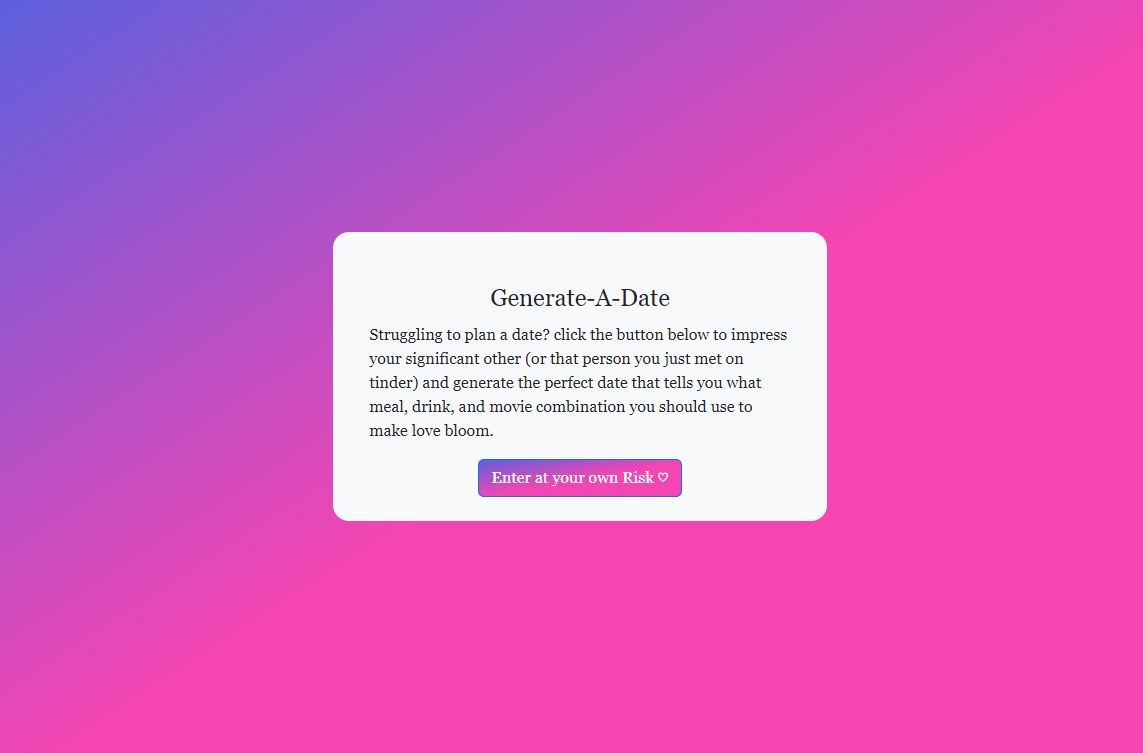 Generate-A-Date
Struggling to plan a date? click the button below to impress
your significant other (or that person you just met on
tinder) and generate the perfect date that tells you what
meal, drink, and movie combination you should use to
make love bloom.
Enter at your own Risk ♡